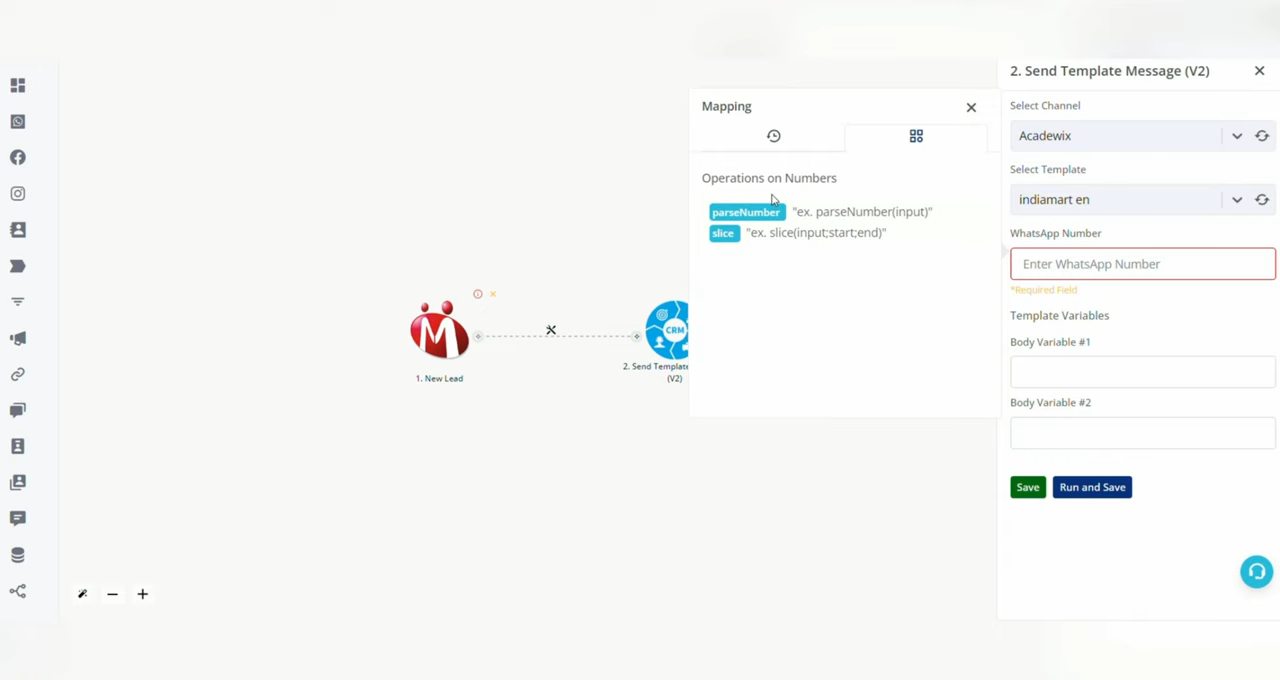 2. Send Template Message (V2)
Mapping
Select Channel
Acadewix
Select Template
Operations on Numbers
indiamart en
parseNumber "ex. parseNumber(input)"
slice "ex. slice(input;start;end)"
WhatsApp Number
Enter WhatsApp Number
*Required Field
Template Variables
Body Variable #1
Body Variable #2
M
CRM
1. New Lead
2. Send Template
(V2)
Save
Run and Save